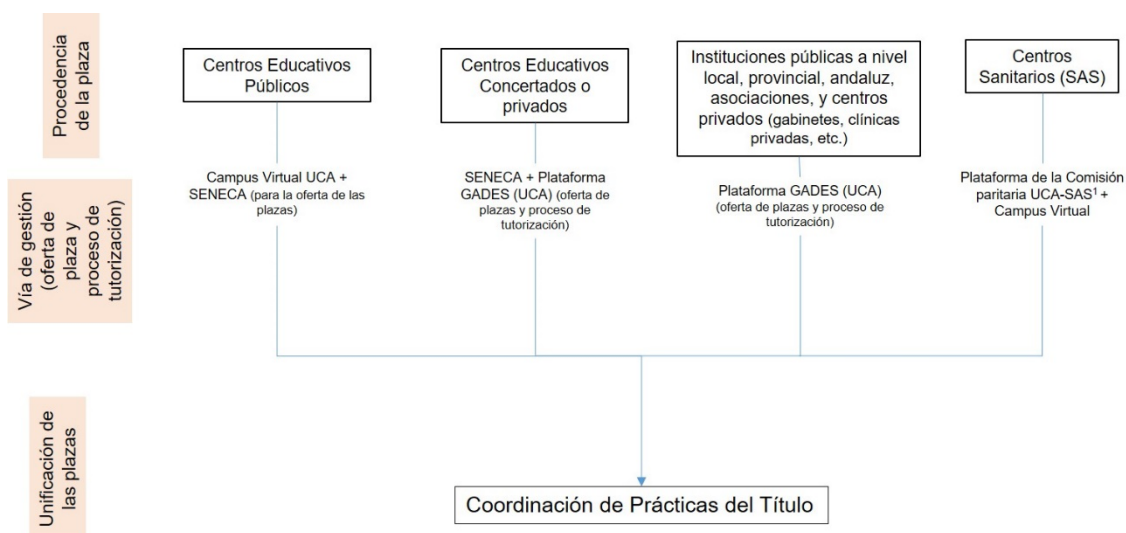 Procedencia
de la plaza
Centros Educativos
Públicos
Centros Educativos
Concertados o
privados
Instituciones públicas a nivel
local, provincial, andaluz,
asociaciones, y centros
privados (gabinetes, clínicas
privadas, etc.)
Centros
Sanitarios (SAS)
Vía de gestión
(oferta de
plaza y
proceso de
tutorización)
Campus Virtual UCA +
SENECA (para la oferta de las
plazas)
SENECA + Plataforma
GADES (UCA) (oferta de
plazas y proceso de
tutorización)
Plataforma GADES (UCA)
(oferta de plazas y proceso de
tutorización)
Plataforma de la Comisión
paritaria UCA-SAS¹ +
Campus Virtual
Unificación de
las plazas
Coordinación de Prácticas del Título